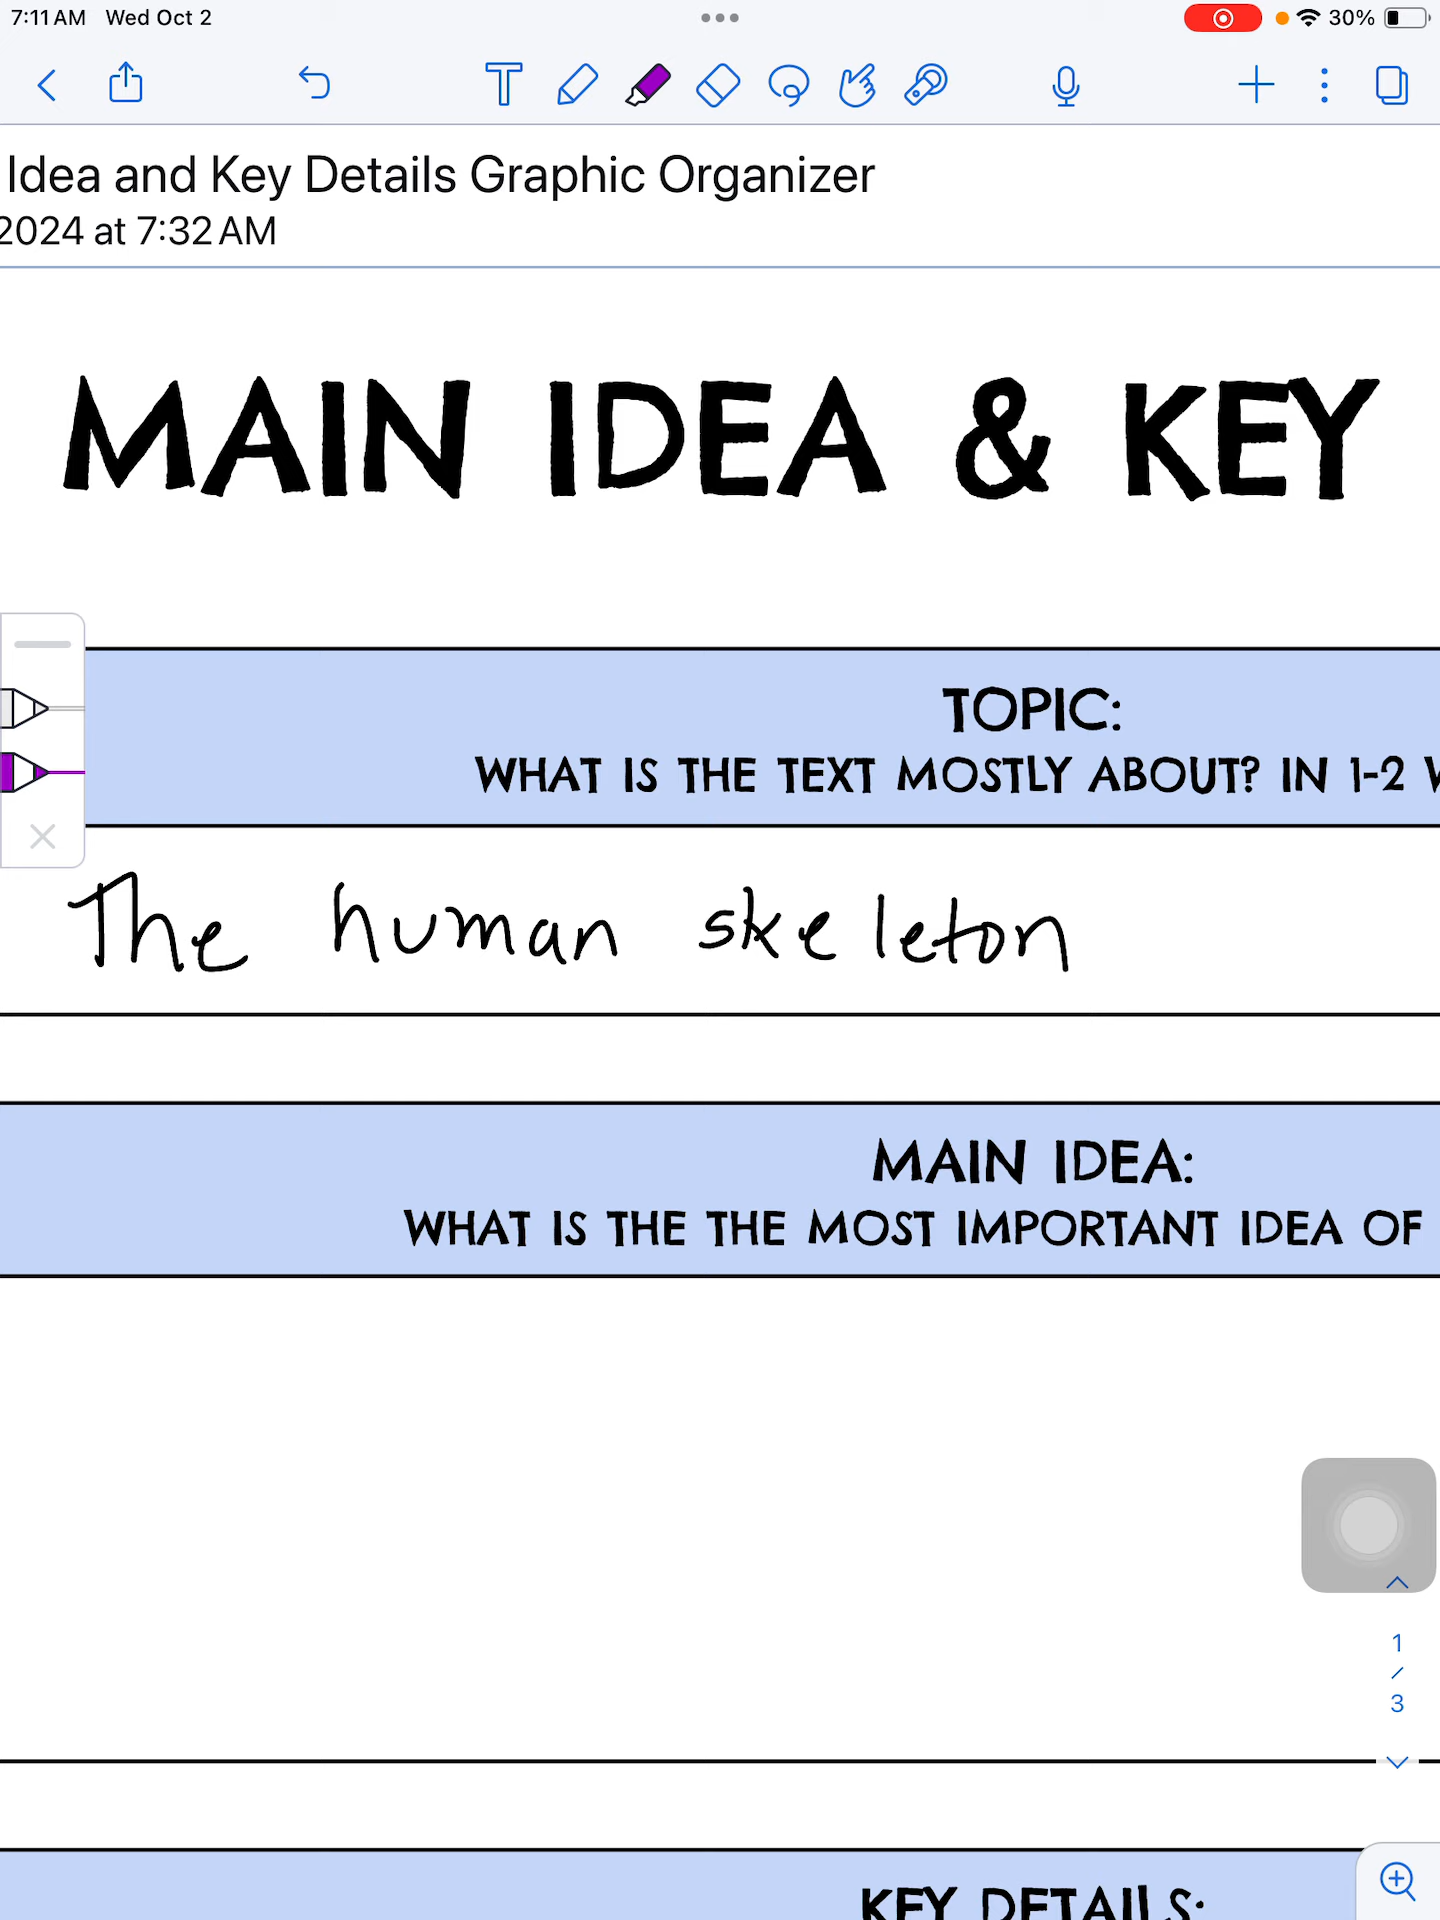 7:11 AM Wed Oct 2 30%
Idea and Key Details Graphic Organizer
2024 at 7:32 AM
MAIN IDEA & KEY
TOPIC:
WHAT IS THE TEXT MOSTLY ABOUT? IN 1-2
The human skeleton
MAIN IDEA:
WHAT IS THE THE MOST IMPORTANT IDEA OF
1
/
3
KEY DETAILS: